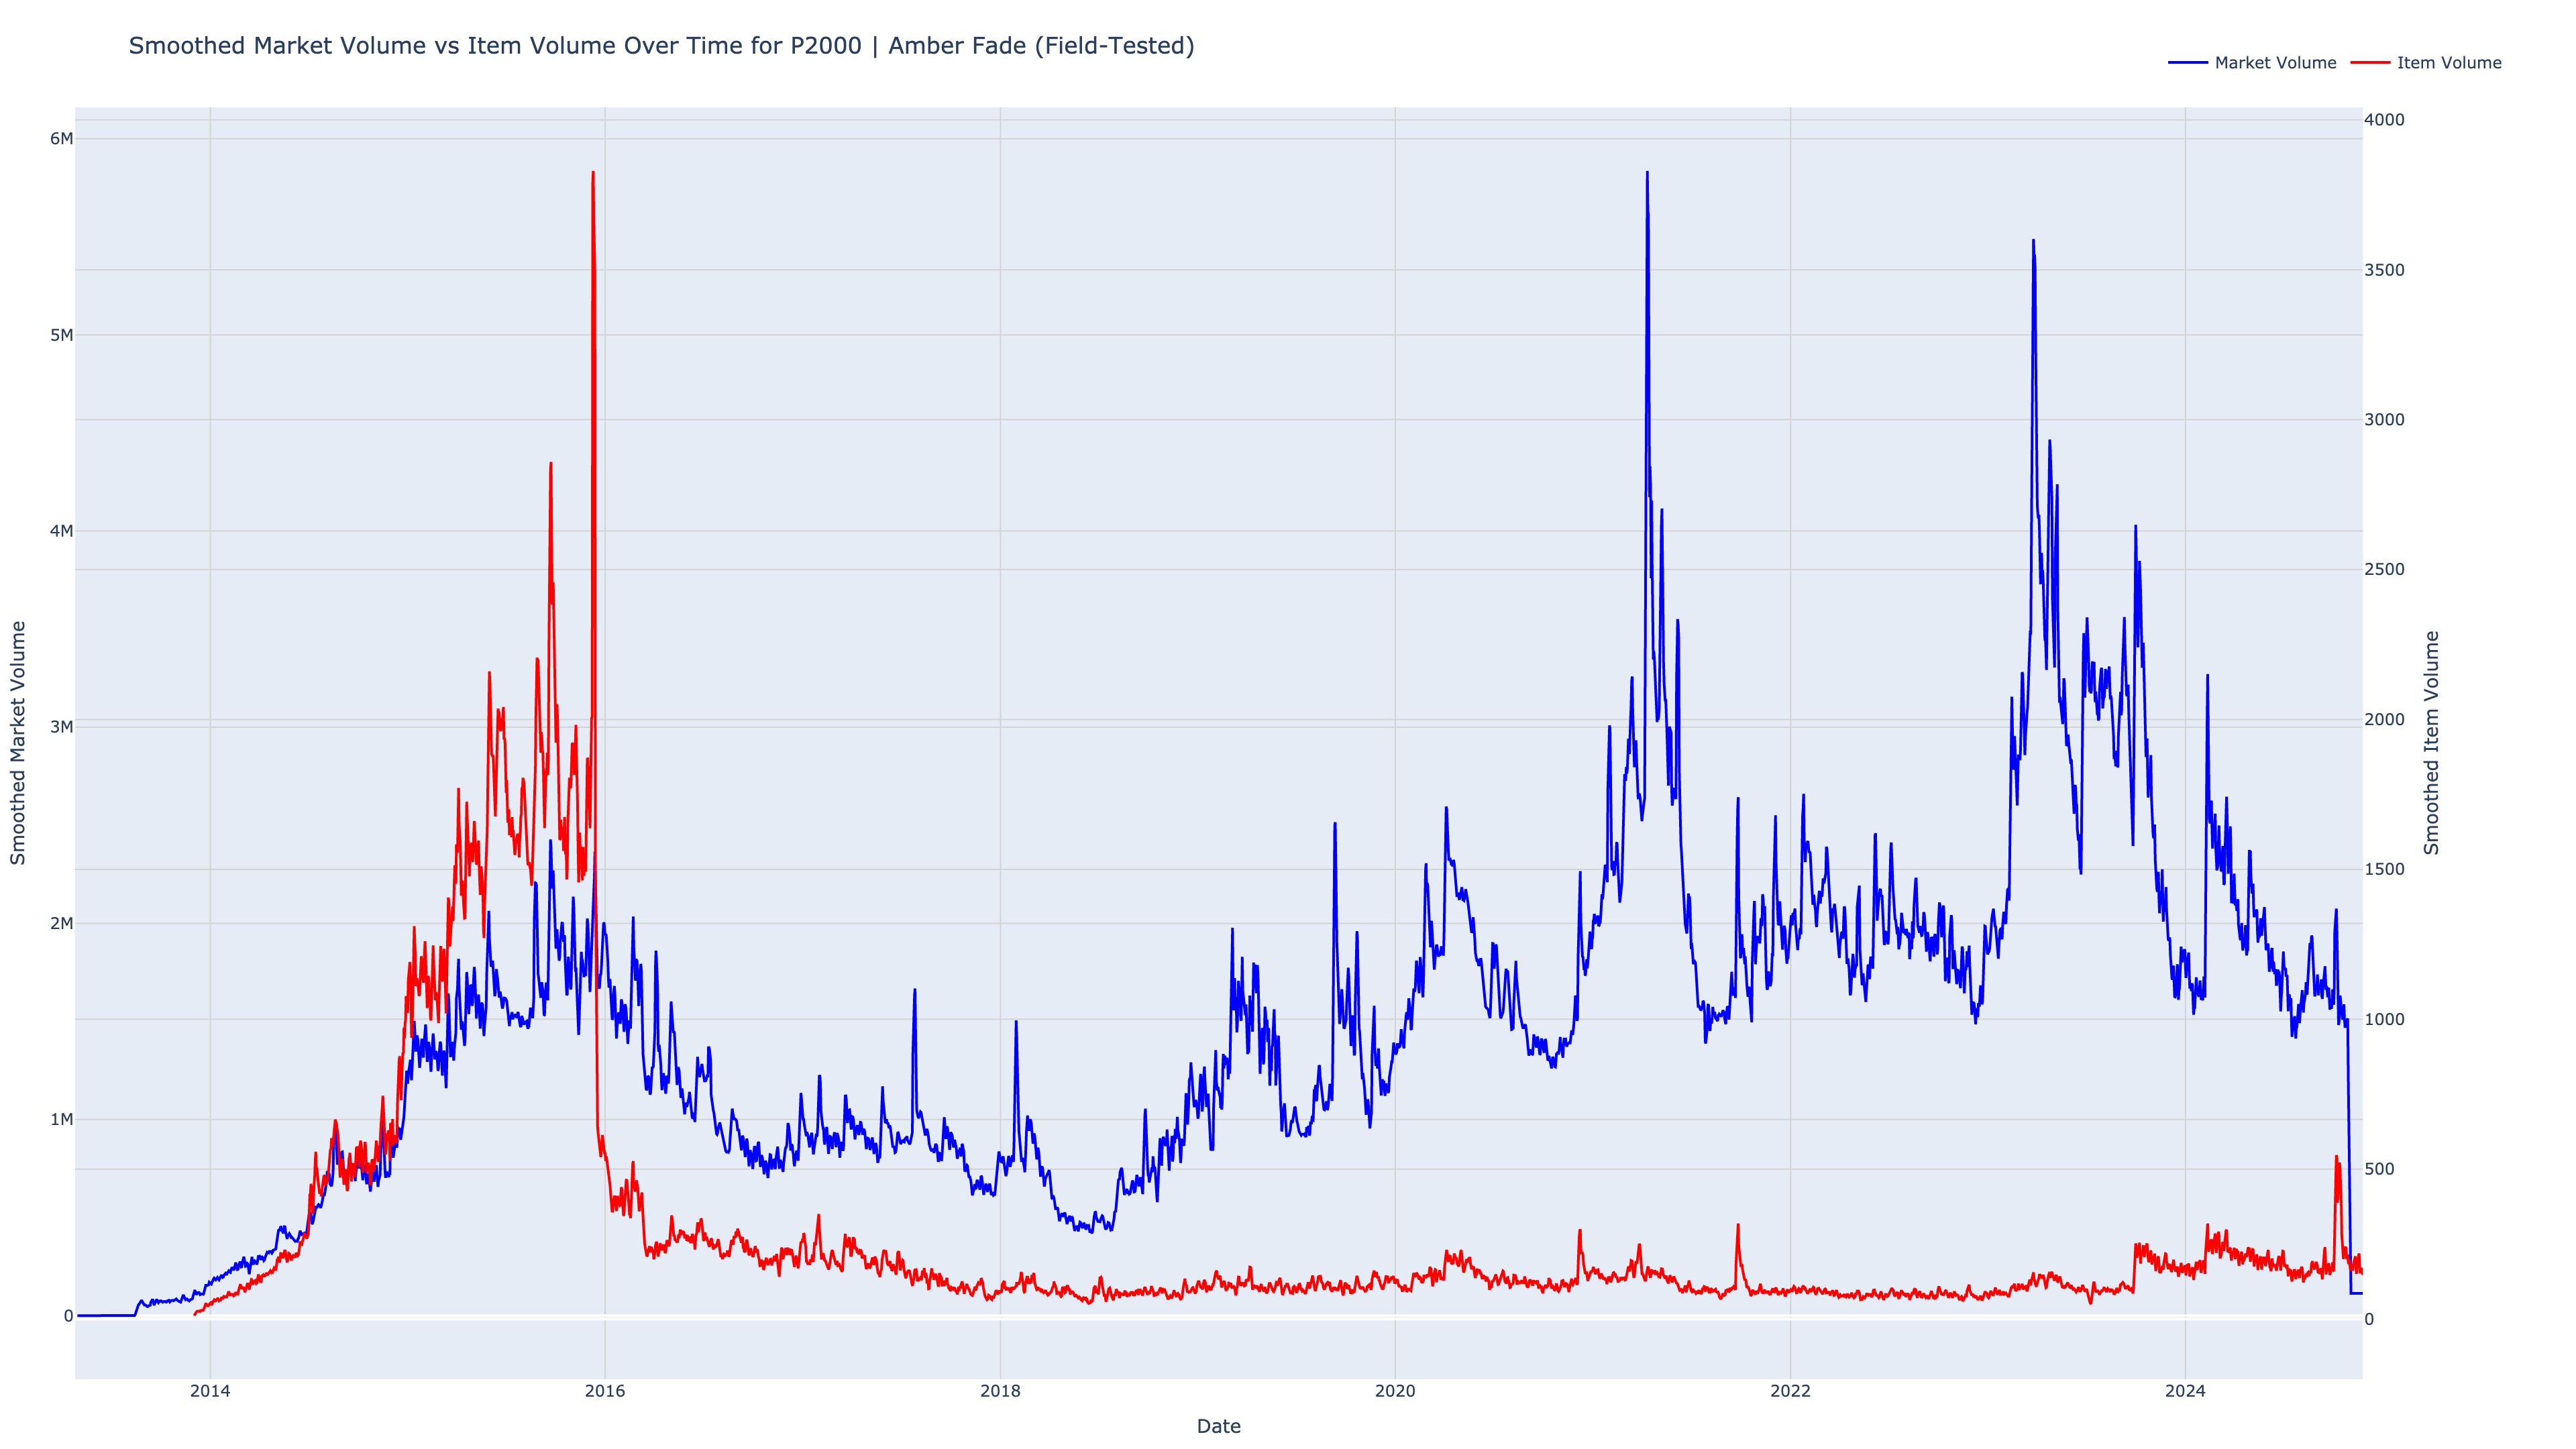 Smoothed Market Volume vs Item Volume Over Time for P2000 | Amber Fade (Field-Tested)
Market Volume
Item Volume
6M
5M
4M
3M
2M
1M
0
Smoothed Market Volume
4000
3500
3000
2500
2000
1500
1000
500
0
Smoothed Item Volume
2014
2016
2018
2020
2022
2024
Date